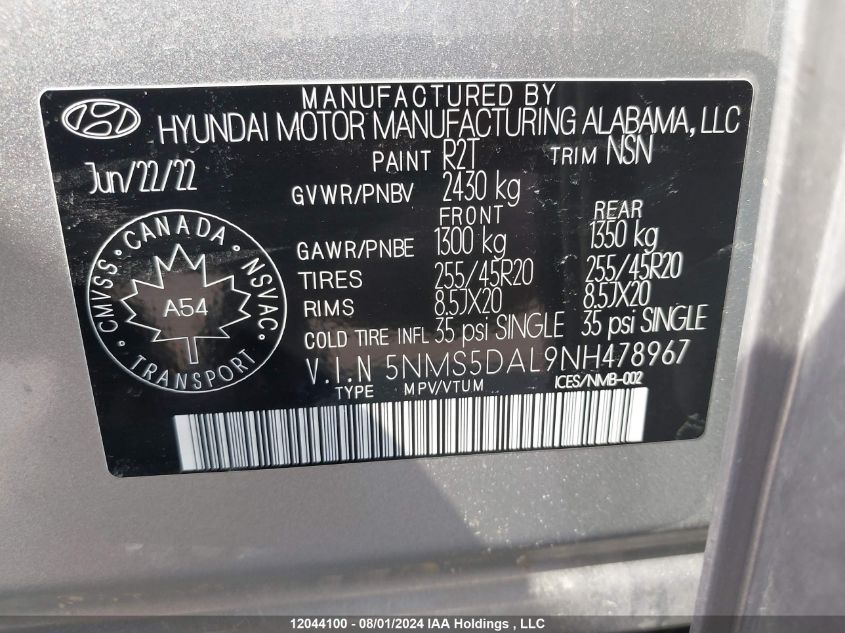 MANUFACTURED BY
HYUNDAI MOTOR MANUFACTURING ALABAMA, LLC
Jun/22/22
PAINT R2T TRIM NSN
GVWR/PNBV 2430 kg
FRONT REAR
GAWR/PNBE 1300 kg 1350 kg
TIRES 255/45R20 255/45R20
RIMS 8.5JX20 8.5JX20
COLD TIRE INFL 35 psi SINGLE 35 psi SINGLE
V.I.N 5NMS5DAL9NH478967
TYPE MPV/VTUM ICES/NMB-002
CMVSS CANADA NSVAC
A54
TRANSPORT
12044100 - 08/01/2024 IAA Holdings , LLC